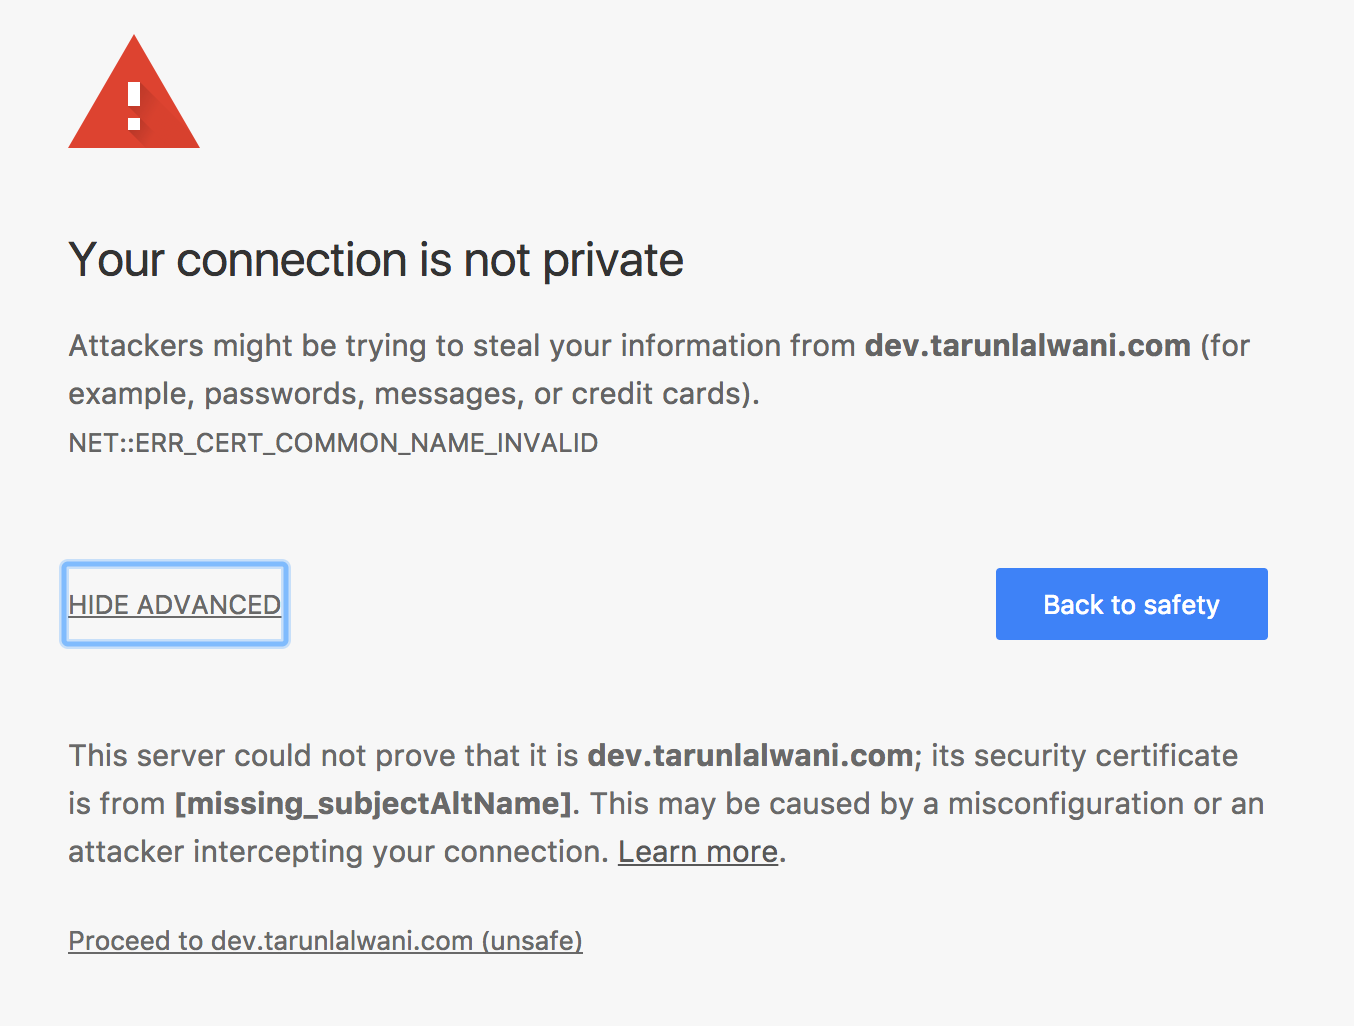 Your connection is not private
Attackers might be trying to steal your information from dev.tarunlalwani.com (for
example, passwords, messages, or credit cards).
NET::ERR_CERT_COMMON_NAME_INVALID
HIDE ADVANCED
Back to safety
This server could not prove that it is dev.tarunlalwani.com; its security certificate
is from [missing_subjectAltName]. This may be caused by a misconfiguration or an
attacker intercepting your connection. Learn more.
Proceed to dev.tarunlalwani.com (unsafe)